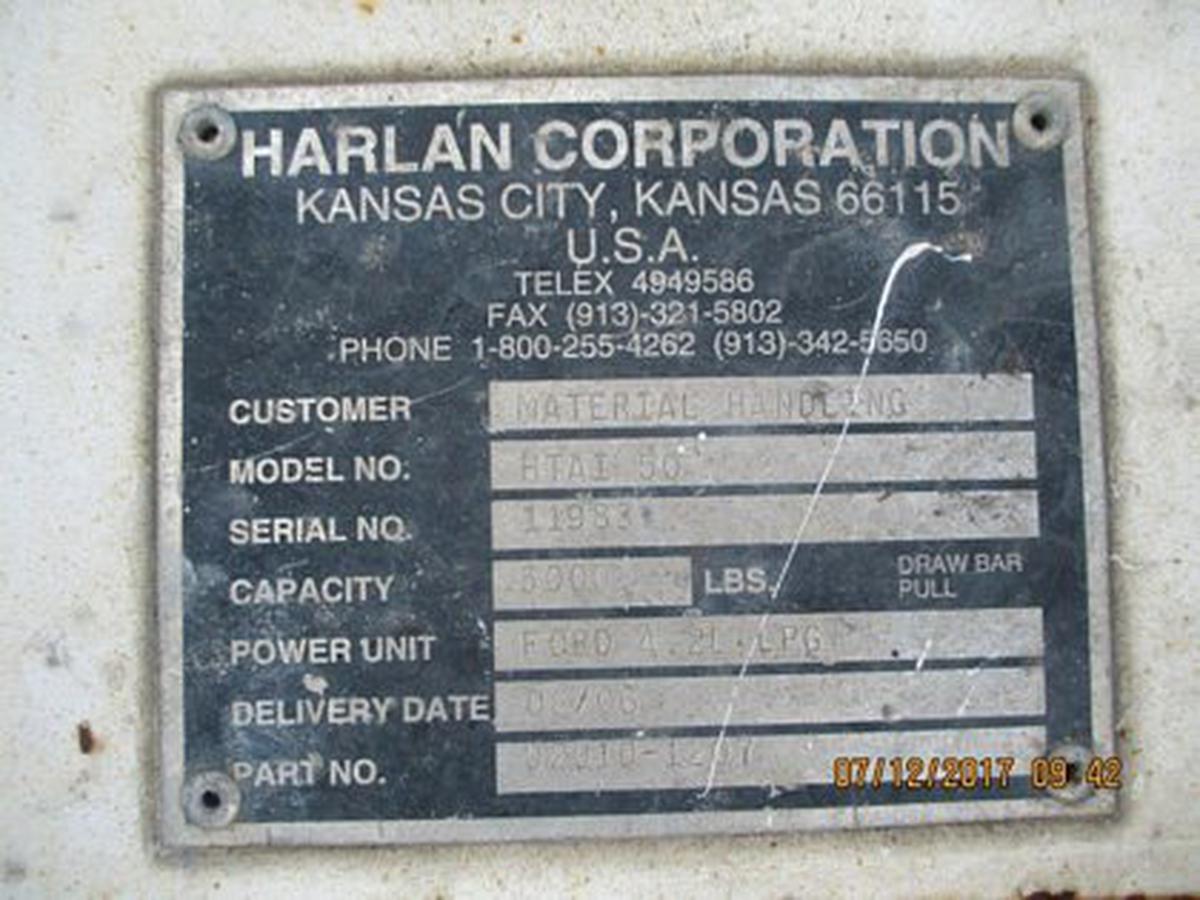 HARLAN CORPORATION
KANSAS CITY, KANSAS 66115
U.S.A.
TELEX 4949586
FAX (913)-321-5802
PHONE 1-800-255-4262 (913)-342-5650
CUSTOMER MATERIAL HANDLING
MODEL NO. HTAI 50
SERIAL NO.
CAPACITY LBS. DRAW BAR PULL
POWER UNIT FORD 4.2L LPG
DELIVERY DATE
PART NO.
07/12/2017 09:42